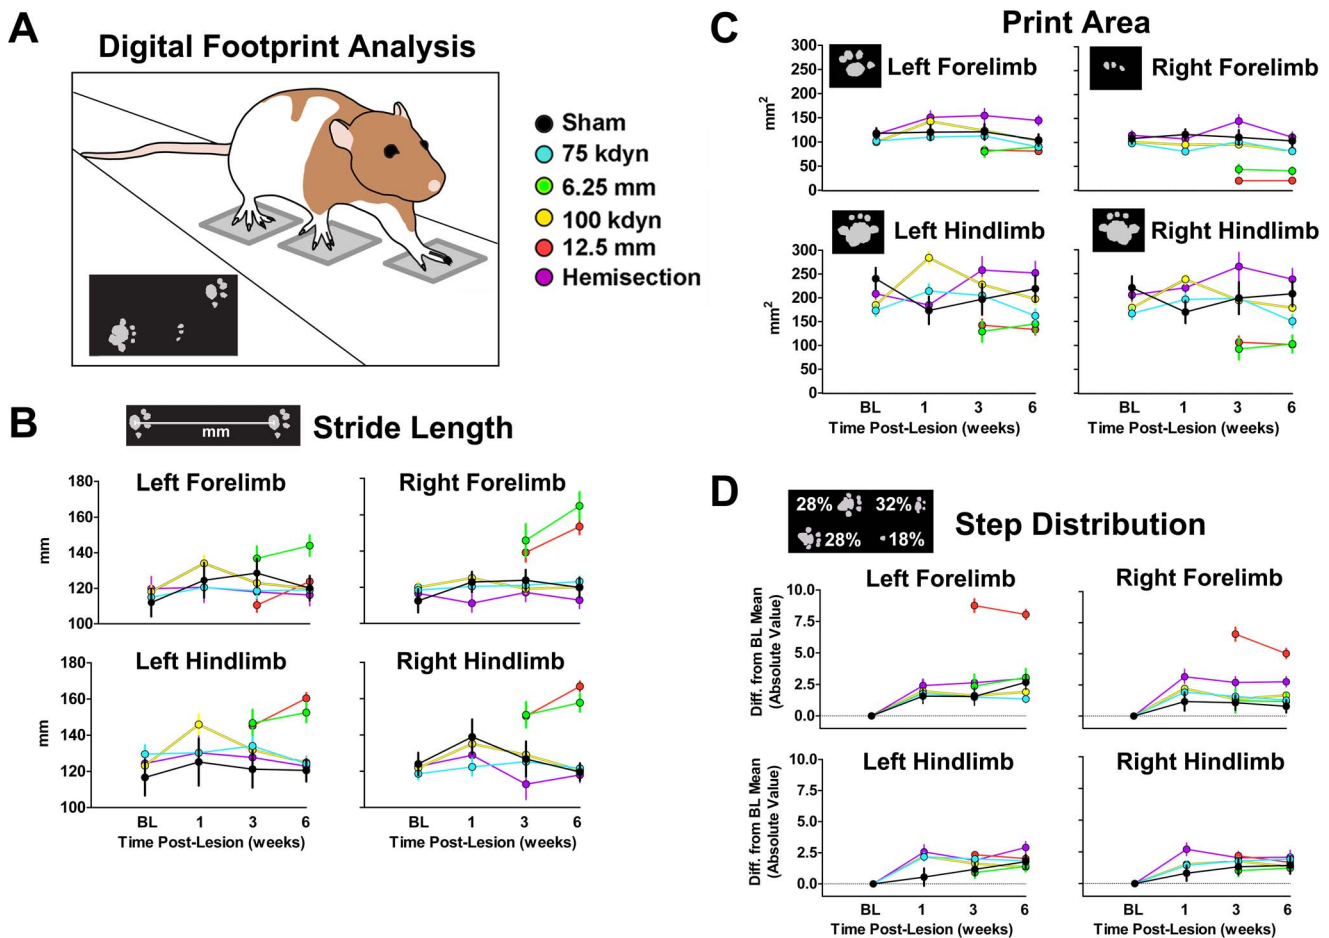 A
Digital Footprint Analysis
Sham
75 kdyn
6.25 mm
100 kdyn
12.5 mm
Hemisection
B
mm
Stride Length
Left Forelimb
Right Forelimb
180
160
140
120
100
mm
Left Hindlimb
Right Hindlimb
180
160
140
120
100
mm
BL 1 3 6
BL 1 3 6
Time Post-Lesion (weeks)
Time Post-Lesion (weeks)
C
Print Area
Left Forelimb
Right Forelimb
300
250
200
150
100
50
0
mm²
Left Hindlimb
Right Hindlimb
300
250
200
150
100
50
0
mm²
BL 1 3 6
BL 1 3 6
Time Post-Lesion (weeks)
Time Post-Lesion (weeks)
D
28% 32%
28% 18%
Step Distribution
Left Forelimb
Right Forelimb
10.0
7.5
5.0
2.5
0.0
Diff. from BL Mean
(Absolute Value)
Left Hindlimb
Right Hindlimb
10.0
7.5
5.0
2.5
0.0
Diff. from BL Mean
(Absolute Value)
BL 1 3 6
BL 1 3 6
Time Post-Lesion (weeks)
Time Post-Lesion (weeks)